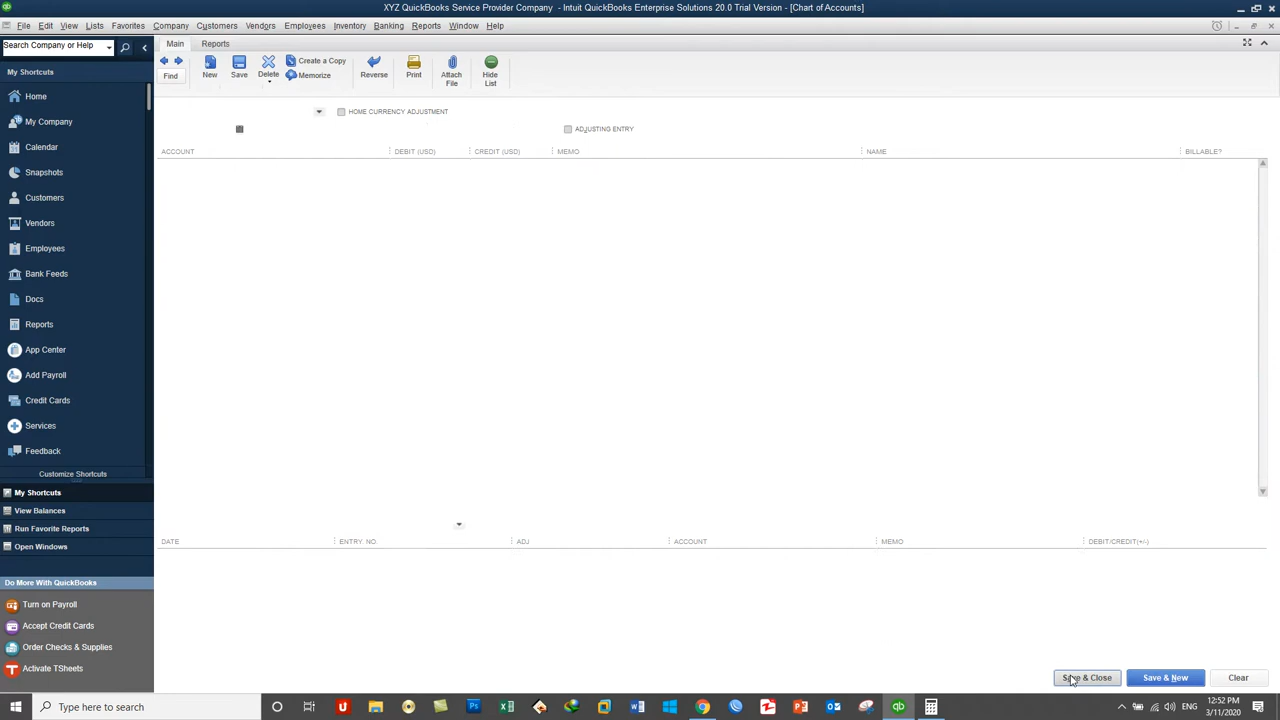 XYZ QuickBooks Service Provider Company - Intuit QuickBooks Enterprise Solutions 20.0 Trial Version - [Chart of Accounts]
File Edit View Lists Favorites Company Customers Vendors Employees Inventory Banking Reports Window Help
Search Company or Help
Main Reports
My Shortcuts
Find New Save Delete Create a Copy Memorize Reverse Print Attach File Hide List
Home
My Company
Calendar
Snapshots
Customers
Vendors
Employees
Bank Feeds
Docs
Reports
App Center
Add Payroll
Credit Cards
Services
Feedback
Customize Shortcuts
My Shortcuts
View Balances
Run Favorite Reports
Open Windows
Do More With QuickBooks
Turn on Payroll
Accept Credit Cards
Order Checks & Supplies
Activate TSheets
HOME CURRENCY ADJUSTMENT
ADJUSTING ENTRY
ACCOUNT DEBIT (USD) CREDIT (USD) MEMO NAME BILLABLE?
DATE ENTRY. NO. ADJ ACCOUNT MEMO DEBIT/CREDIT(+/-)
Save & Close Save & New Clear
Type here to search
12:52 PM
3/11/2020